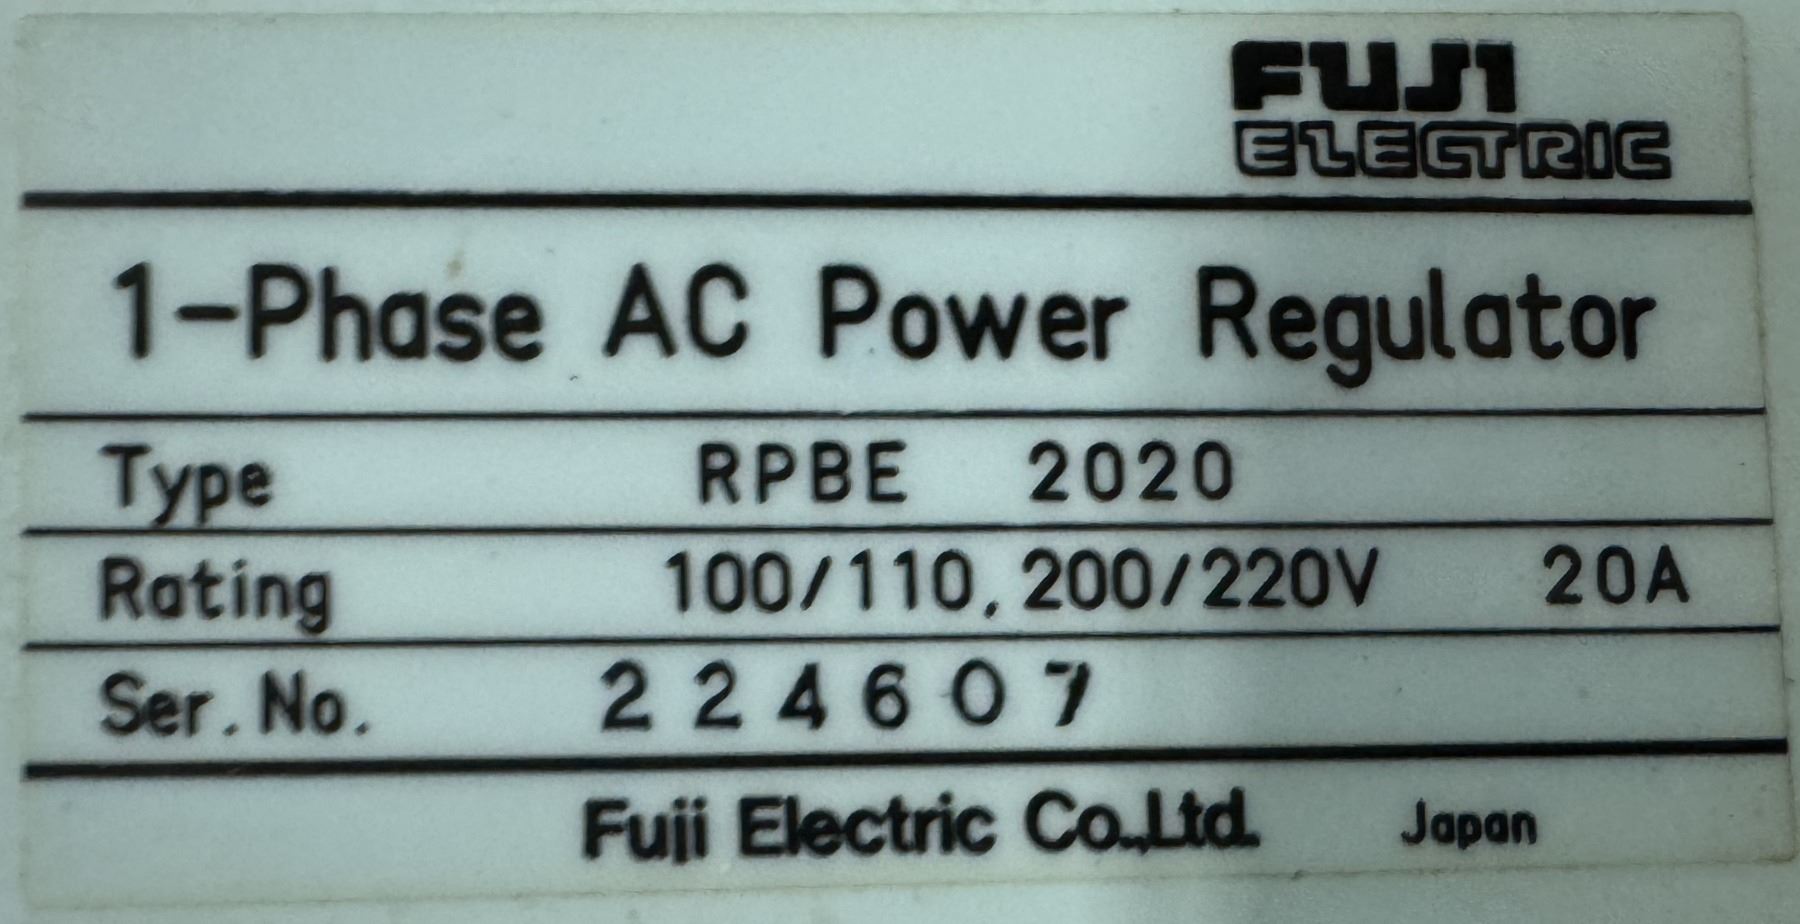 FUJI
ELECTRIC
1-Phase AC Power Regulator
Type RPBE 2020
Rating 100/110, 200/220V 20A
Ser. No. 224607
Fuji Electric Co.,Ltd. Japan